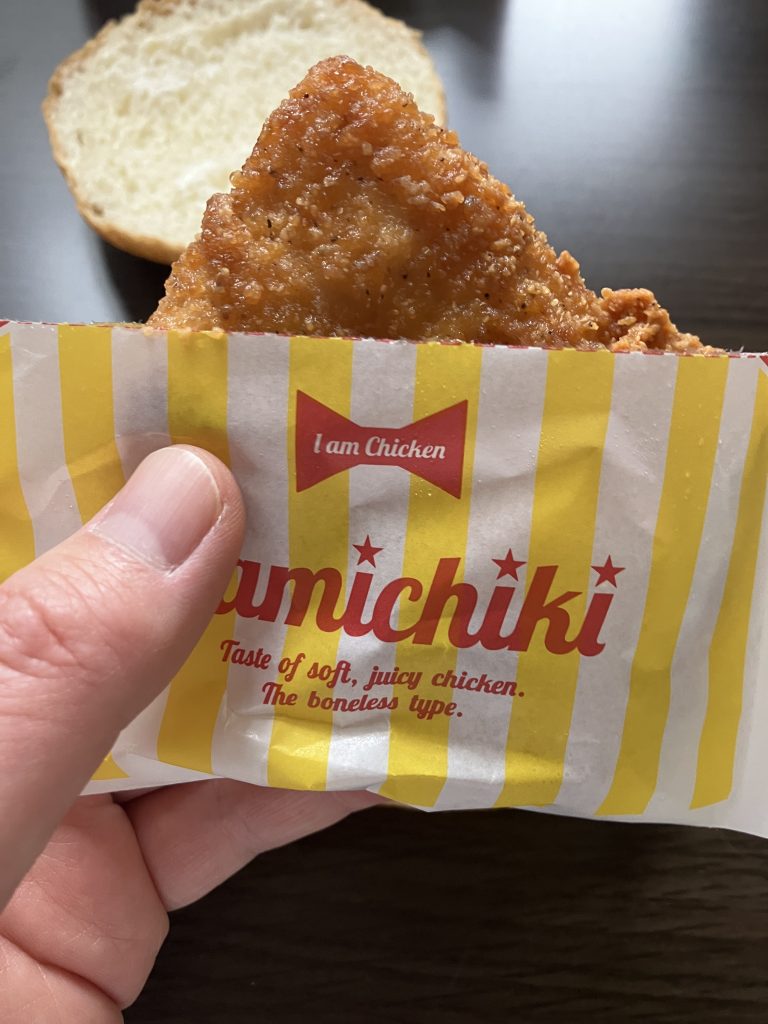 I am Chicken
amichiki
Taste of soft, juicy chicken.
The boneless type.